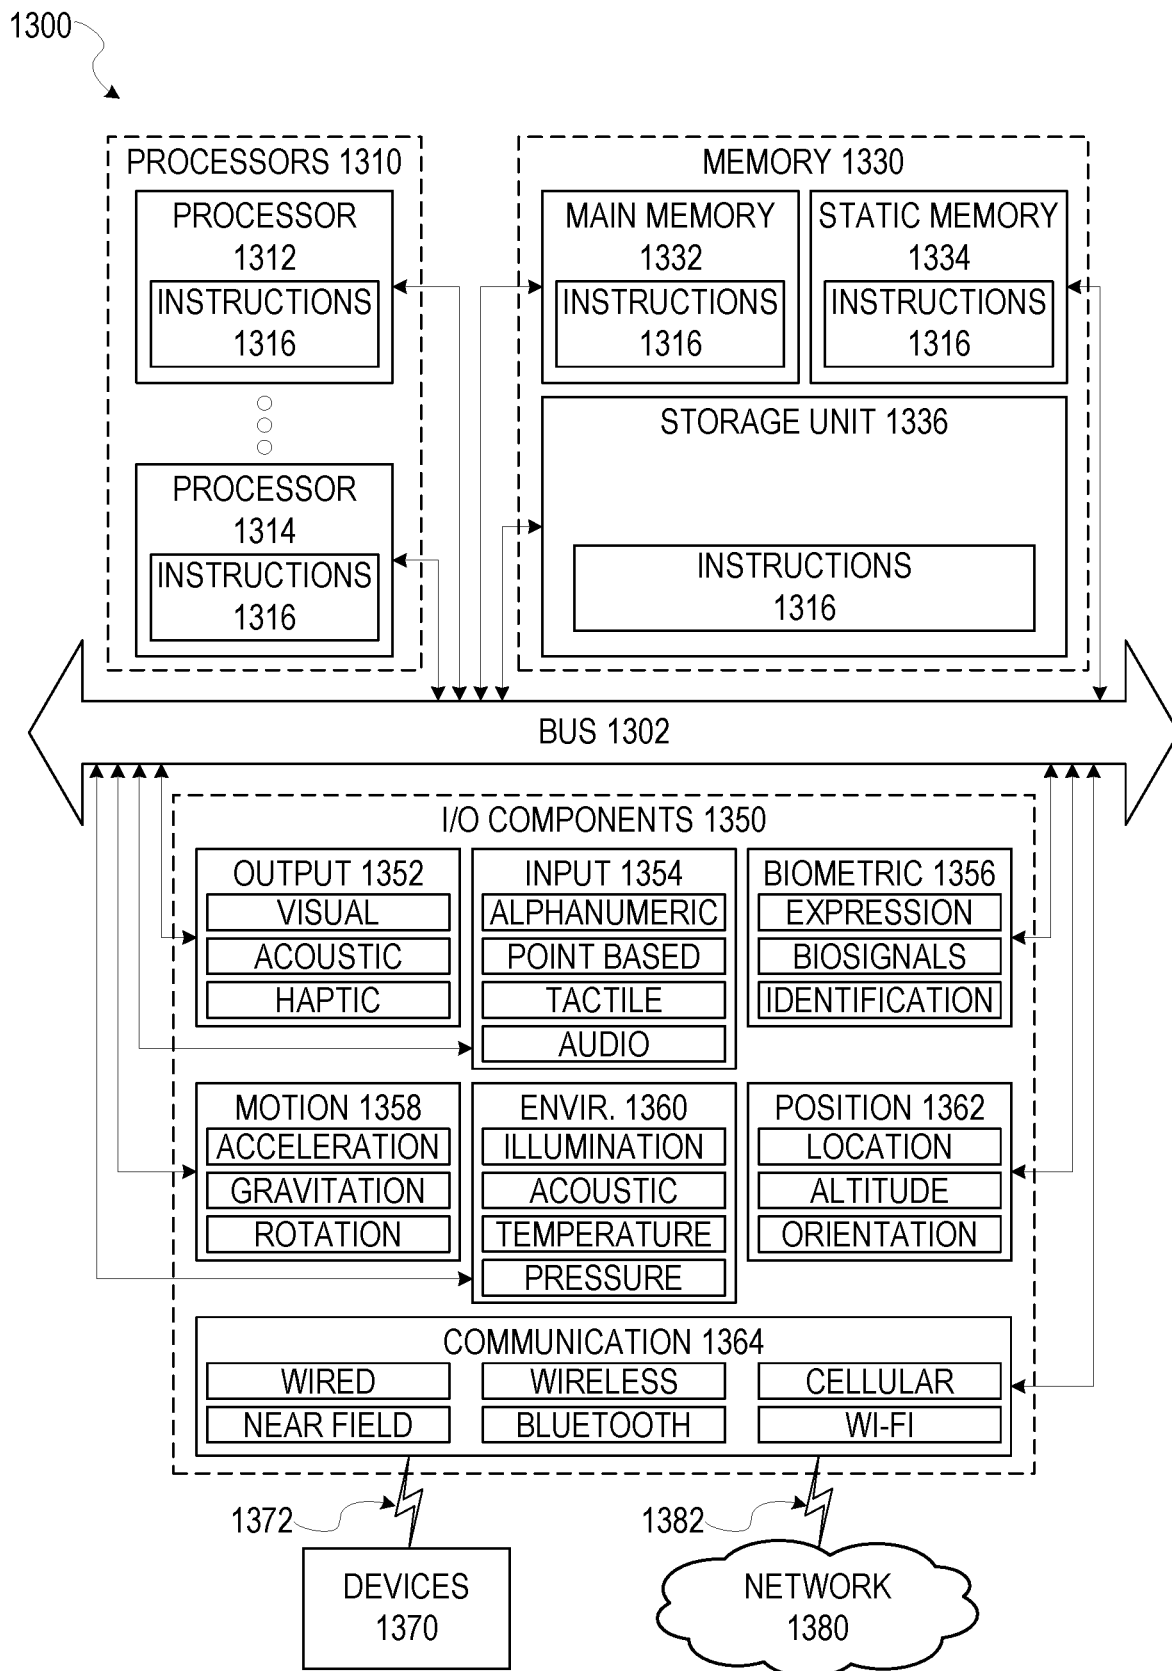 1300
PROCESSORS 1310
PROCESSOR
1312
INSTRUCTIONS
1316
PROCESSOR
1314
INSTRUCTIONS
1316
MEMORY 1330
MAIN MEMORY
1332
INSTRUCTIONS
1316
STATIC MEMORY
1334
INSTRUCTIONS
1316
STORAGE UNIT 1336
INSTRUCTIONS
1316
BUS 1302
I/O COMPONENTS 1350
OUTPUT 1352
VISUAL
ACOUSTIC
HAPTIC
INPUT 1354
ALPHANUMERIC
POINT BASED
TACTILE
AUDIO
BIOMETRIC 1356
EXPRESSION
BIOSIGNALS
IDENTIFICATION
MOTION 1358
ACCELERATION
GRAVITATION
ROTATION
ENVIR. 1360
ILLUMINATION
ACOUSTIC
TEMPERATURE
PRESSURE
POSITION 1362
LOCATION
ALTITUDE
ORIENTATION
COMMUNICATION 1364
WIRED
WIRELESS
CELLULAR
NEAR FIELD
BLUETOOTH
WI-FI
1372
1382
DEVICES
1370
NETWORK
1380